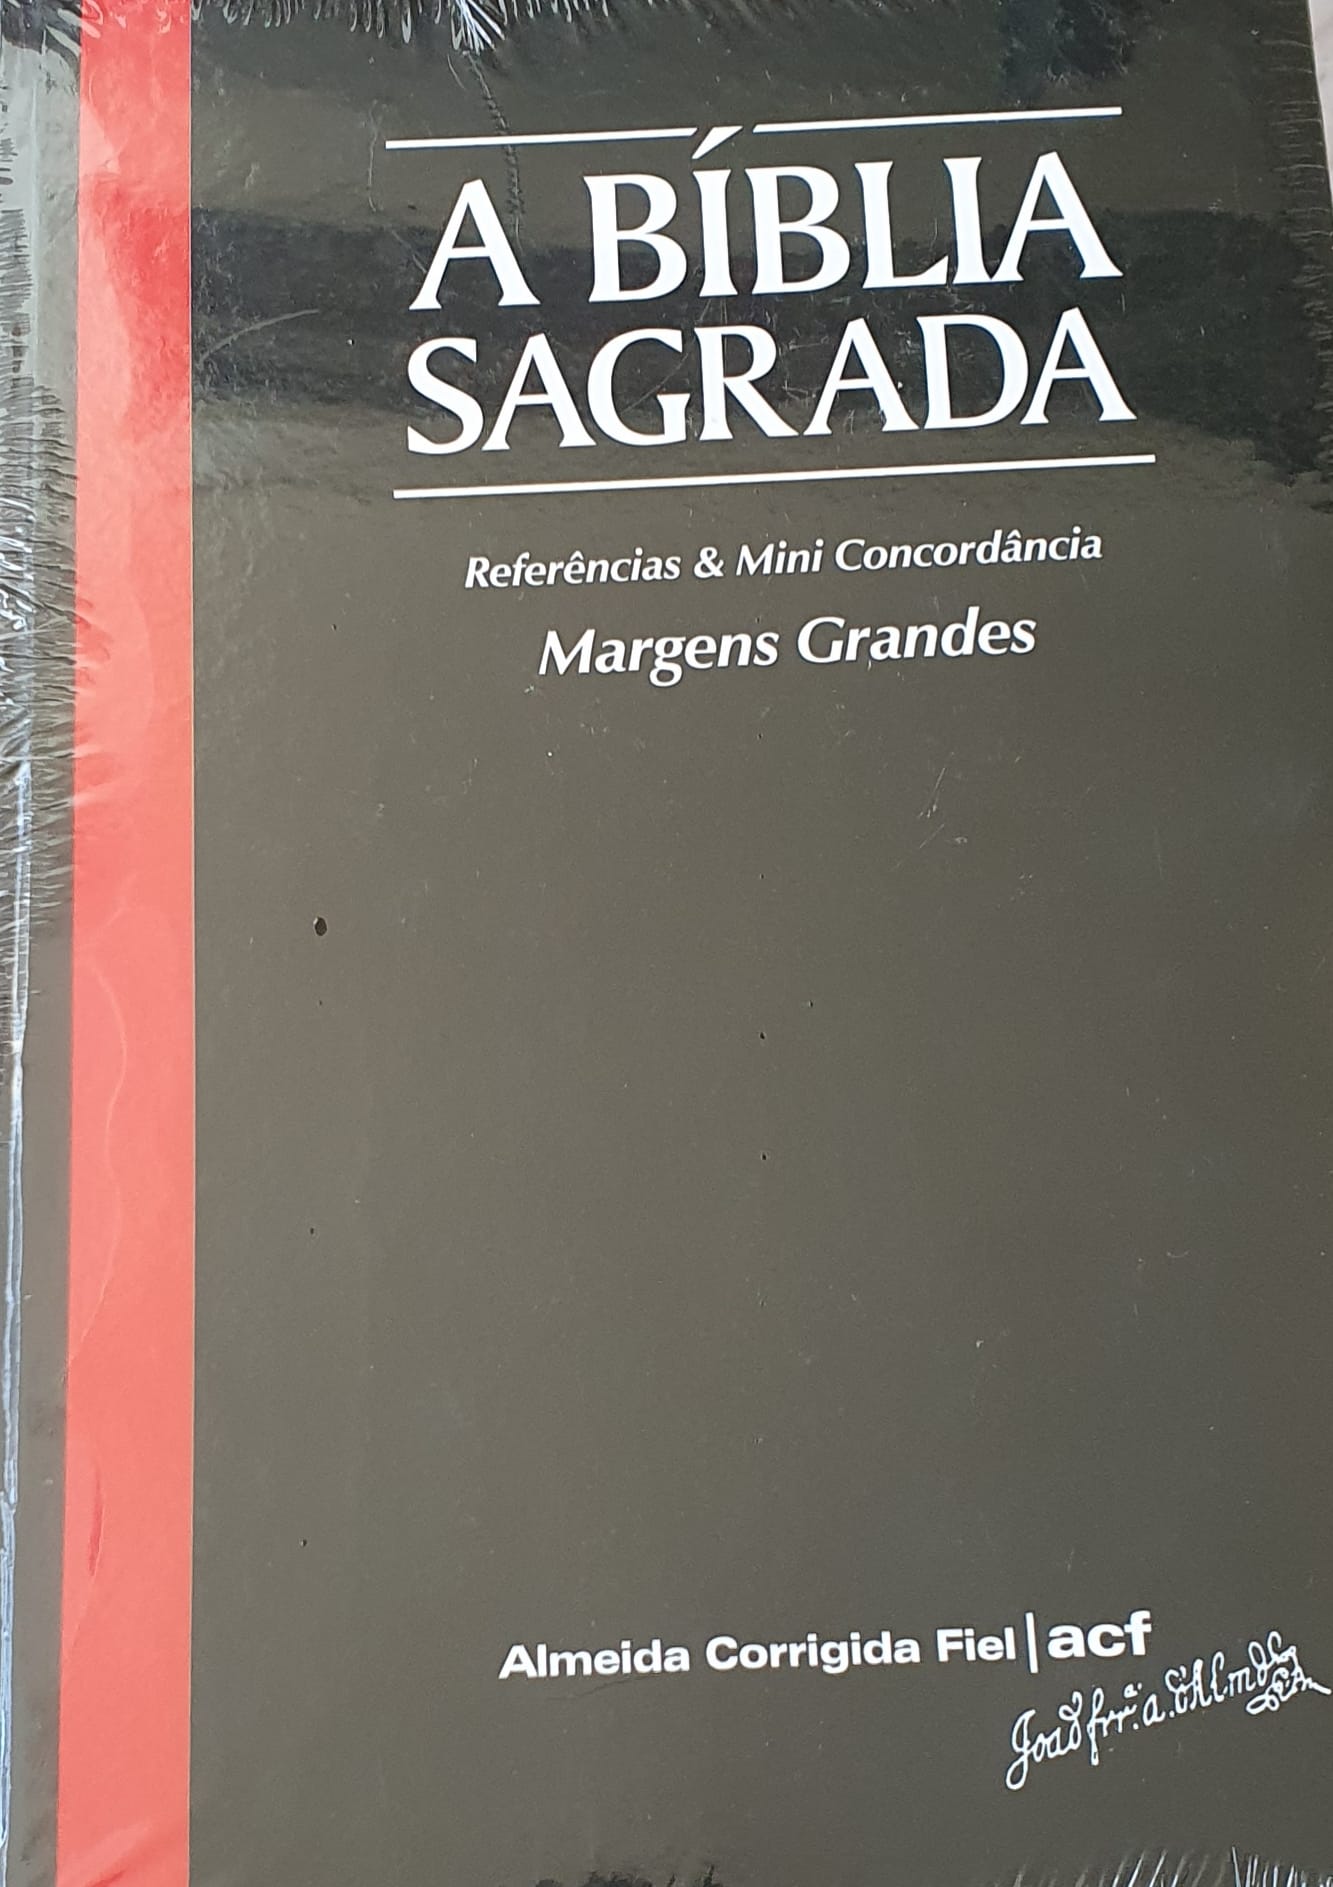 A BÍBLIA
SAGRADA
Referências & Mini Concordância
Margens Grandes
Almeida Corrigida Fiel|acf